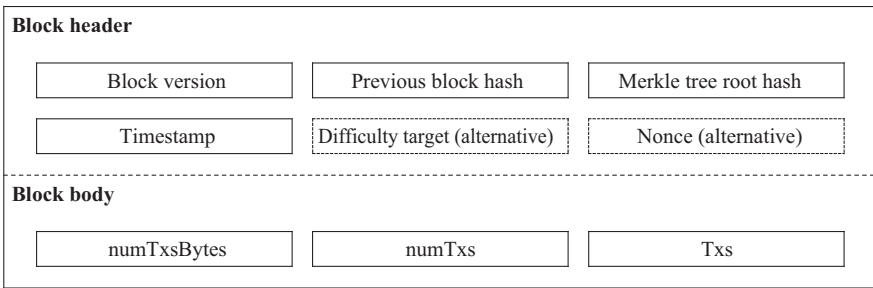 Block header
Block version
Previous block hash
Merkle tree root hash
Timestamp
Difficulty target (alternative)
Nonce (alternative)
Block body
numTxsBytes
numTxs
Txs